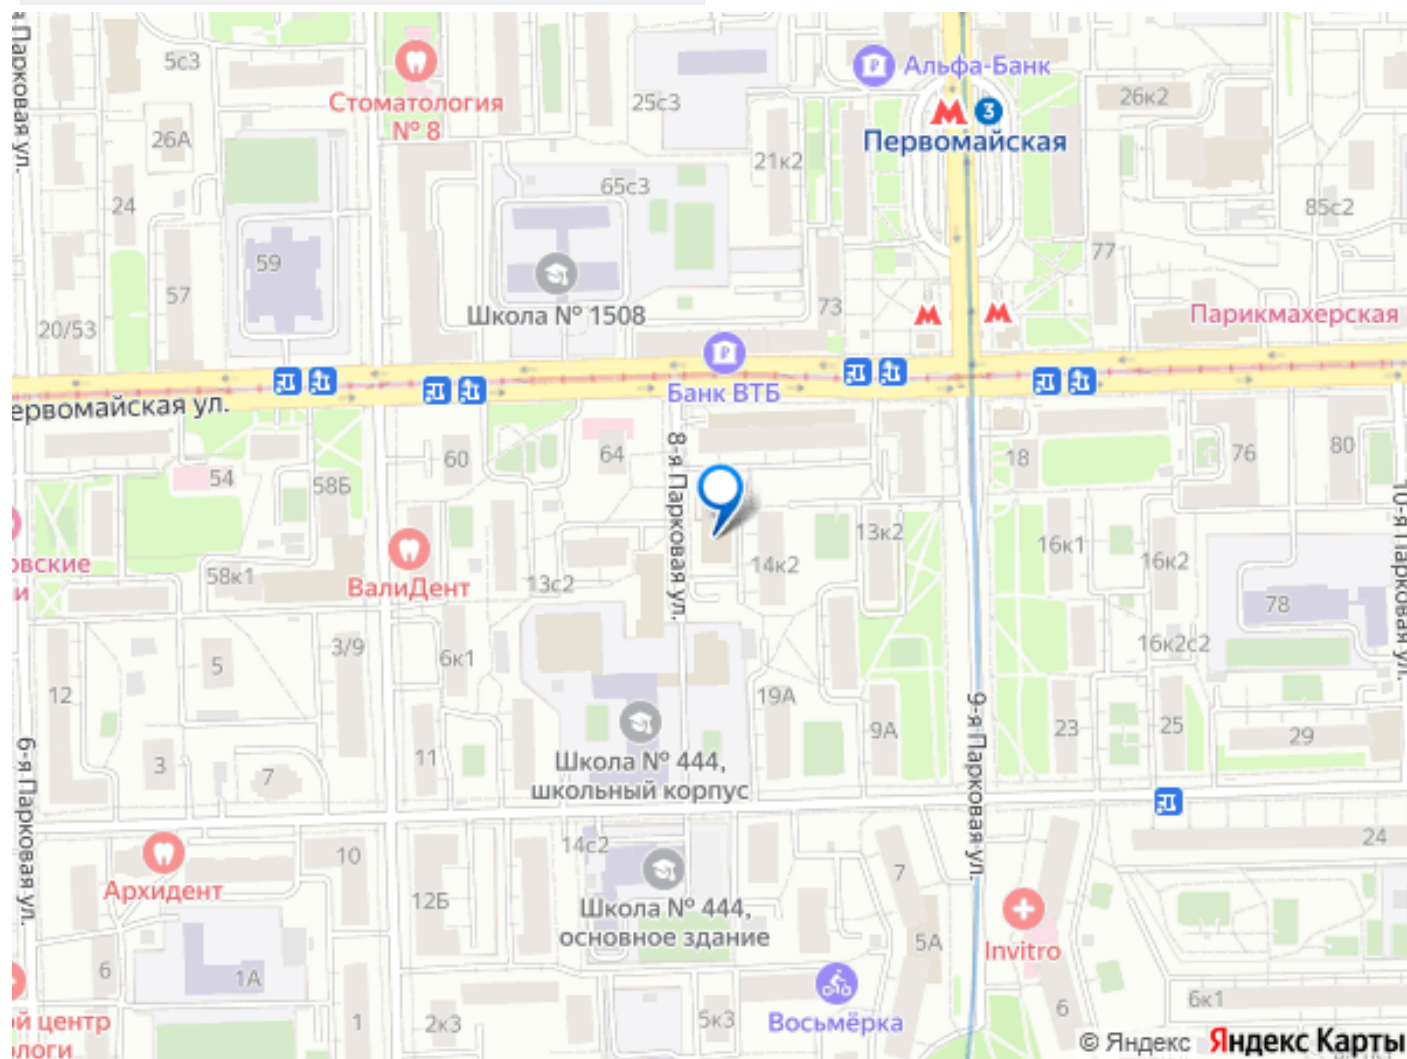 5с3
Стоматология
№ 8
25с3
Альфа-Банк
26к2
3
Первомайская
26А
21к2
24
65с3
85с2
59
77
57
20/53
Школа № 1508
73
Парикмахерская
Банк ВТБ
ервомайская ул.
Парковая ул.
60
64
8-я Парковая ул.
18
76
80
54
58Б
10-я Парковая ул.
13к2
16к1
16к2
овские
и
58к1
ВалиДент
13с2
14к2
78
3/9
5
6к1
16к2с2
12
19А
9А
23
25
29
9-я Парковая ул.
6-я Парковая ул.
3
7
11
Школа № 444,
школьный корпус
24
14с2
10
Архидент
12Б
7
Школа № 444,
основное здание
5А
Invitro
6
1А
6к1
6
ой центр
ологи
1
2к3
5к3
Восьмёрка
© Яндекс Яндекс Карты